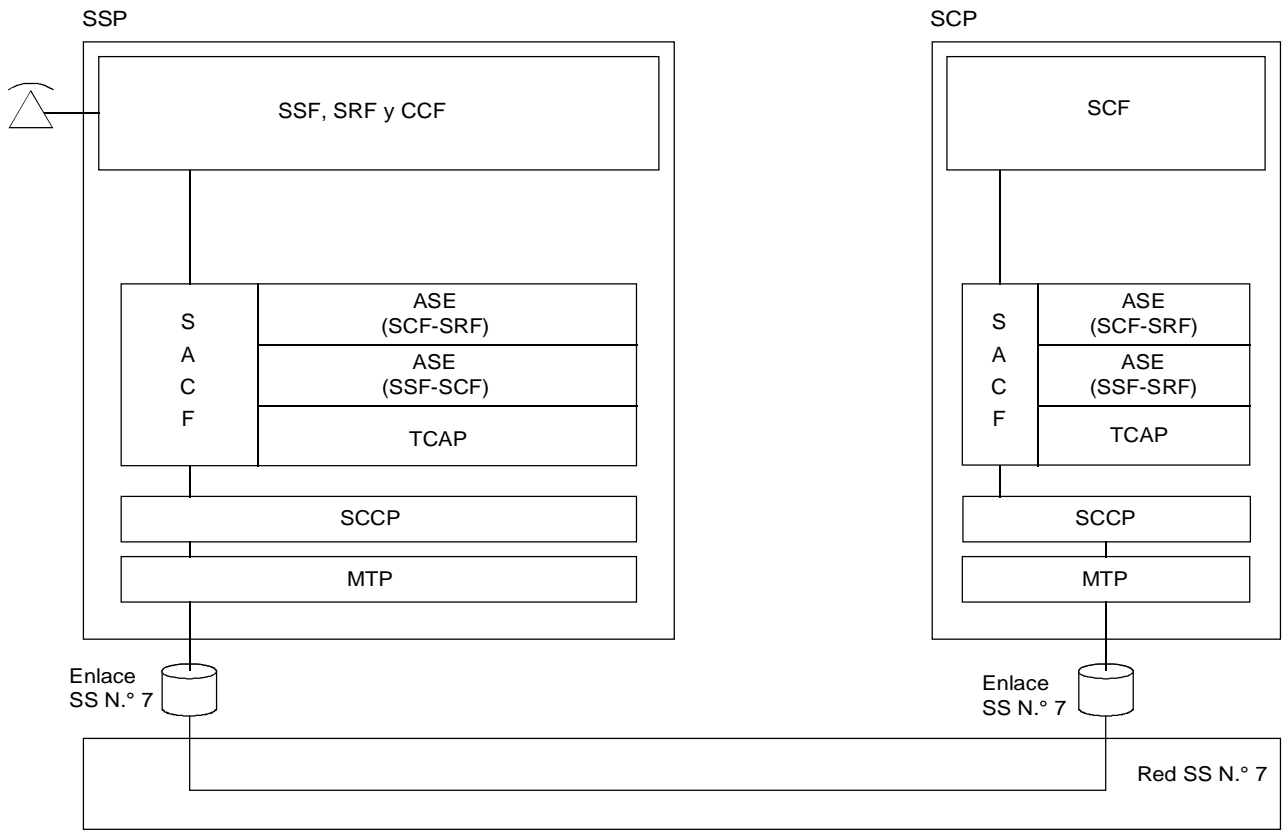 SSP
SSF, SRF y CCF
S
A
C
F
ASE
(SCF-SRF)
ASE
(SSF-SCF)
TCAP
SCCP
MTP
Enlace
SS N.° 7
SCP
SCF
S
A
C
F
ASE
(SCF-SRF)
ASE
(SSF-SRF)
TCAP
SCCP
MTP
Enlace
SS N.° 7
Red SS N.° 7